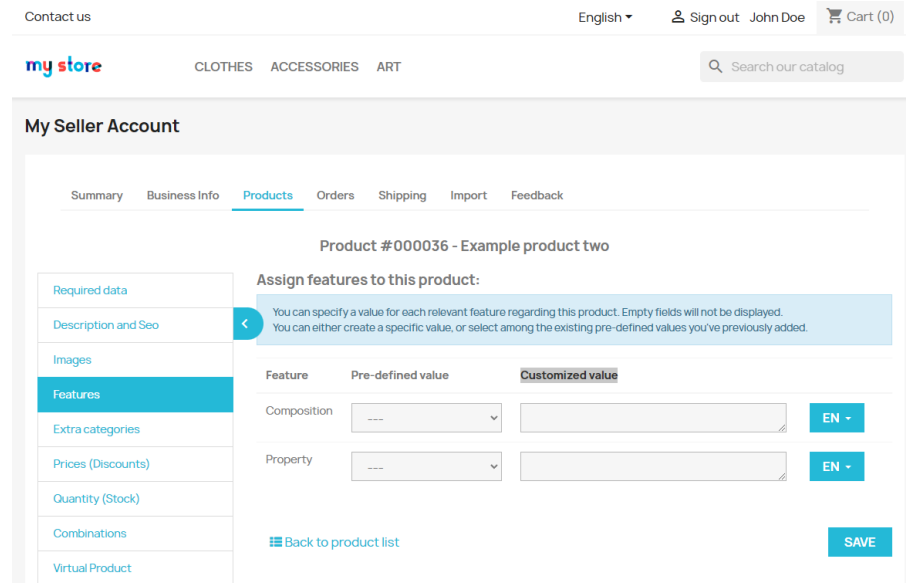 Contact us
English
Sign out John Doe
Cart (0)
my store
CLOTHES ACCESSORIES ART
Search our catalog
My Seller Account
Summary Business Info Products Orders Shipping Import Feedback
Product #000036 - Example product two
Required data
Description and Seo
Images
Features
Extra categories
Prices (Discounts)
Quantity (Stock)
Combinations
Virtual Product
Assign features to this product:
You can specify a value for each relevant feature regarding this product. Empty fields will not be displayed.
You can either create a specific value, or select among the existing pre-defined values you've previously added.
Feature Pre-defined value Customized value
Composition --- EN
Property --- EN
Back to product list
SAVE